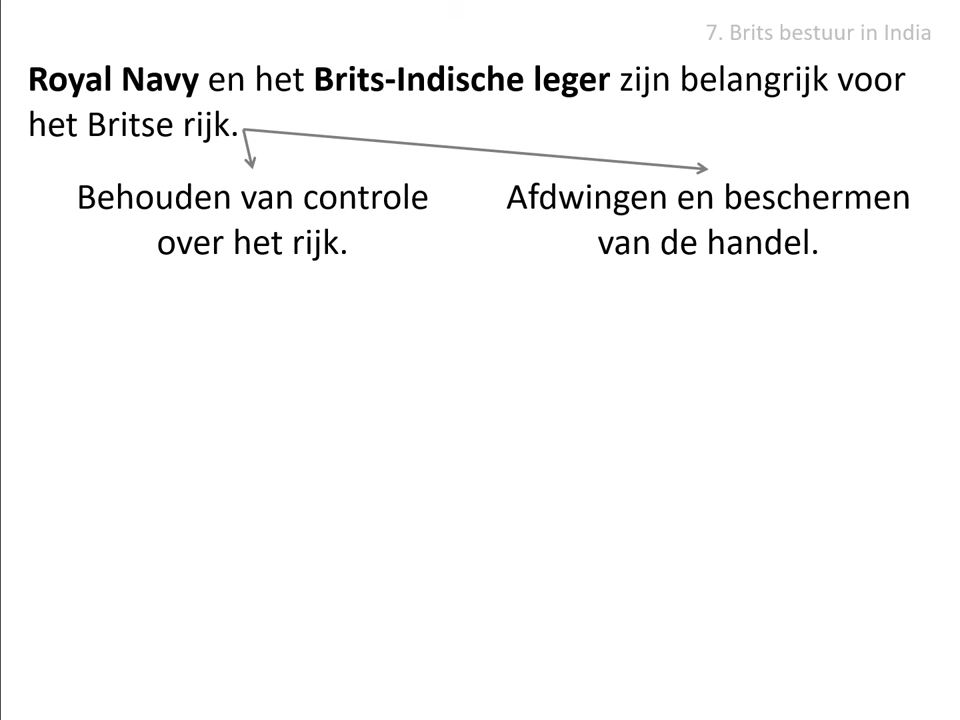 7. Brits bestuur in India
Royal Navy en het Brits-Indische leger zijn belangrijk voor
het Britse rijk.
Behouden van controle
over het rijk.
Afdwingen en beschermen
van de handel.